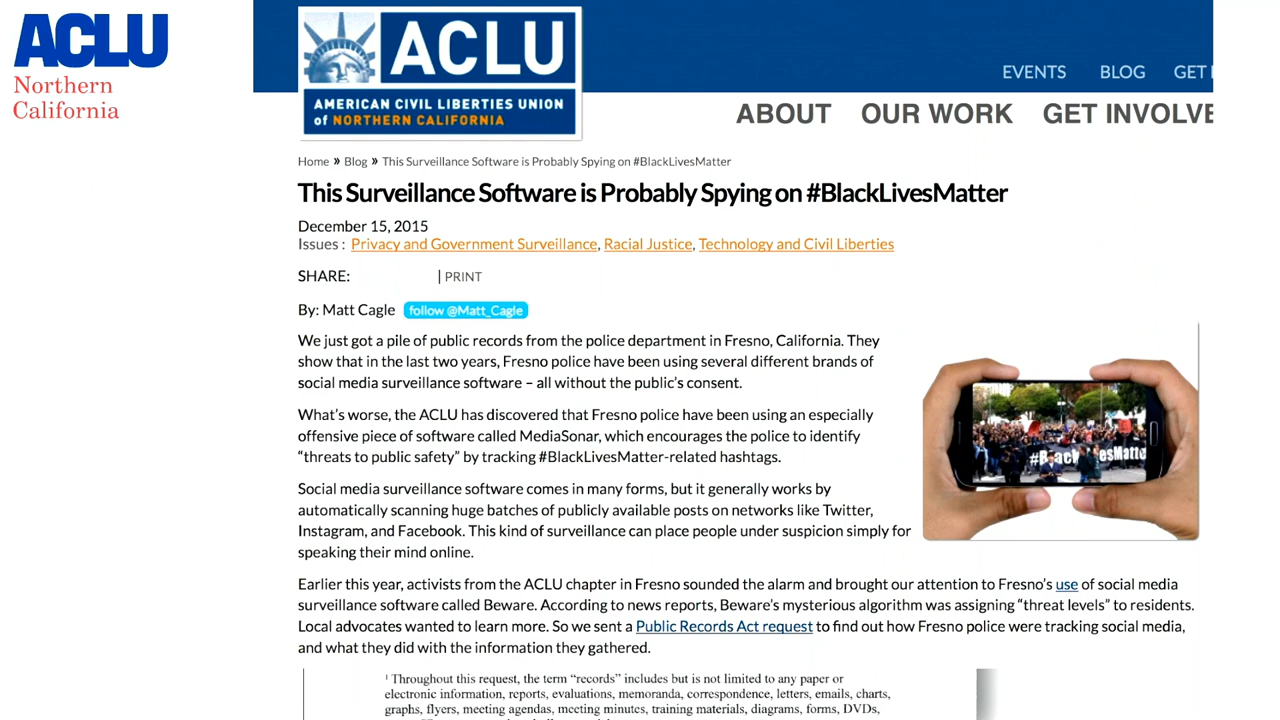 ACLU
Northern
California
ACLU
AMERICAN CIVIL LIBERTIES UNION
of NORTHERN CALIFORNIA
EVENTS BLOG GET
ABOUT OUR WORK GET INVOLVE
Home » Blog » This Surveillance Software is Probably Spying on #BlackLivesMatter
This Surveillance Software is Probably Spying on #BlackLivesMatter
December 15, 2015
Issues : Privacy and Government Surveillance, Racial Justice, Technology and Civil Liberties
SHARE: | PRINT
By: Matt Cagle follow @Matt_Cagle
We just got a pile of public records from the police department in Fresno, California. They
show that in the last two years, Fresno police have been using several different brands of
social media surveillance software – all without the public's consent.
What's worse, the ACLU has discovered that Fresno police have been using an especially
offensive piece of software called MediaSonar, which encourages the police to identify
“threats to public safety” by tracking #BlackLivesMatter-related hashtags.
Social media surveillance software comes in many forms, but it generally works by
automatically scanning huge batches of publicly available posts on networks like Twitter,
Instagram, and Facebook. This kind of surveillance can place people under suspicion simply for
speaking their mind online.
Earlier this year, activists from the ACLU chapter in Fresno sounded the alarm and brought our attention to Fresno's use of social media
surveillance software called Beware. According to news reports, Beware's mysterious algorithm was assigning “threat levels” to residents.
Local advocates wanted to learn more. So we sent a Public Records Act request to find out how Fresno police were tracking social media,
and what they did with the information they gathered.
1 Throughout this request, the term “records” includes but is not limited to any paper or
electronic information, reports, evaluations, memoranda, correspondence, letters, emails, charts,
graphs, flyers, meeting agendas, meeting minutes, training materials, diagrams, forms, DVDs,